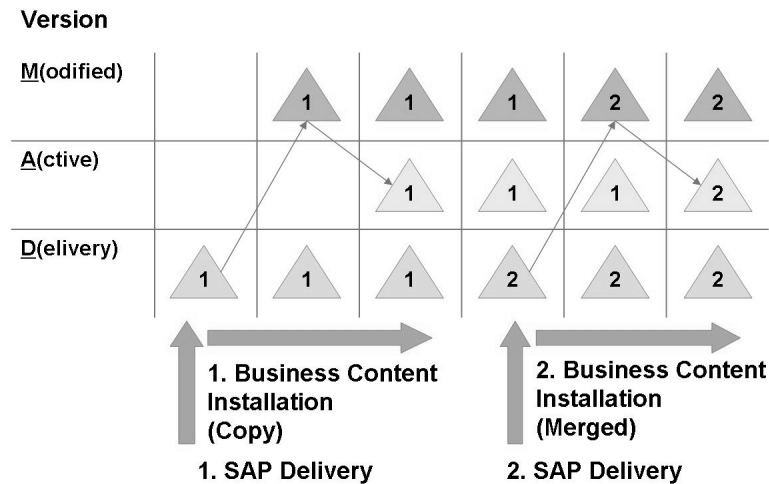 Version
M(odified)
1 1 1 2 2
A(ctive)
1 1 1 2
D(elivery)
1 1 1 2 2 2
1. Business Content
Installation
(Copy)
2. Business Content
Installation
(Merged)
1. SAP Delivery
2. SAP Delivery